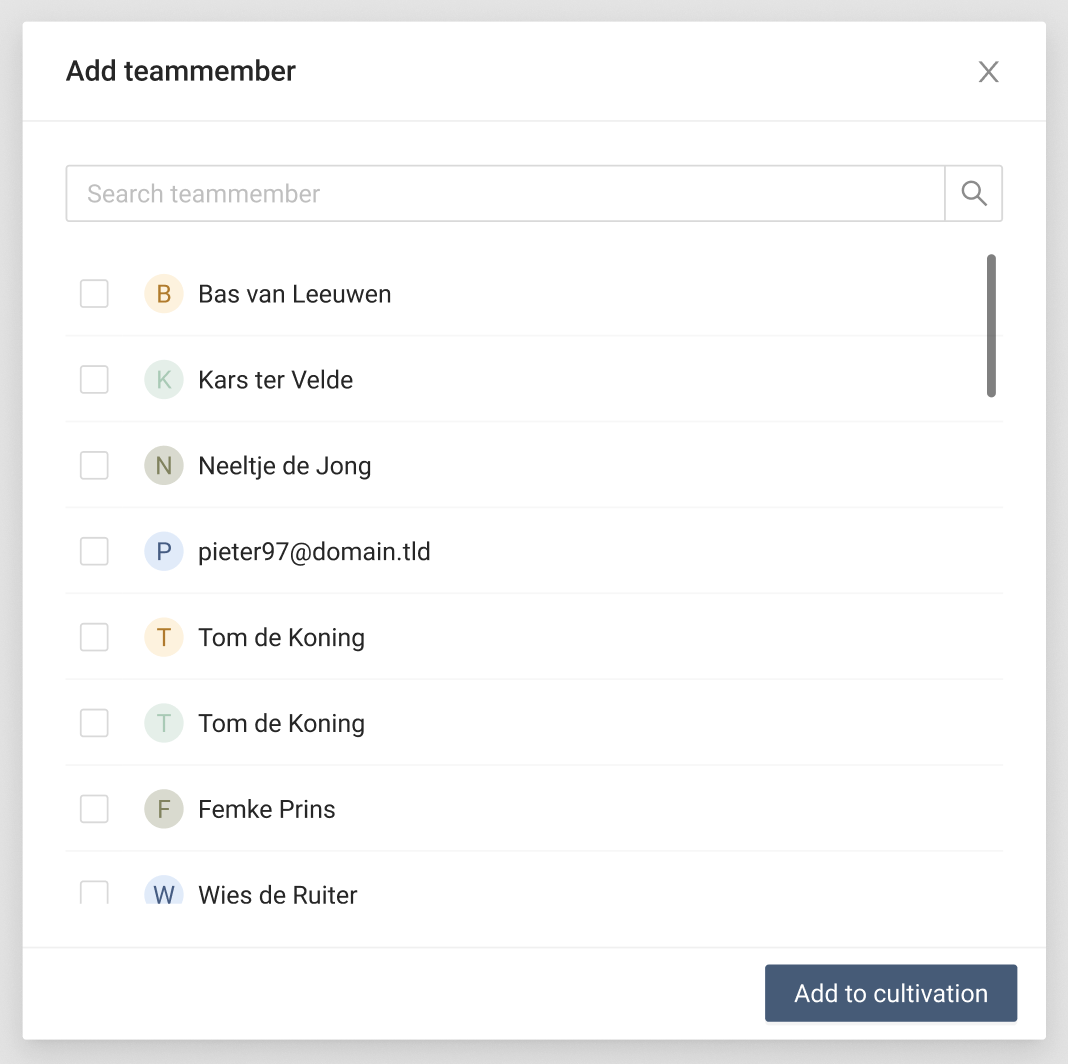 Add teammember
Search teammember
B Bas van Leeuwen
K Kars ter Velde
N Neeltje de Jong
P pieter97@domain.tld
T Tom de Koning
T Tom de Koning
F Femke Prins
W Wies de Ruiter
Add to cultivation